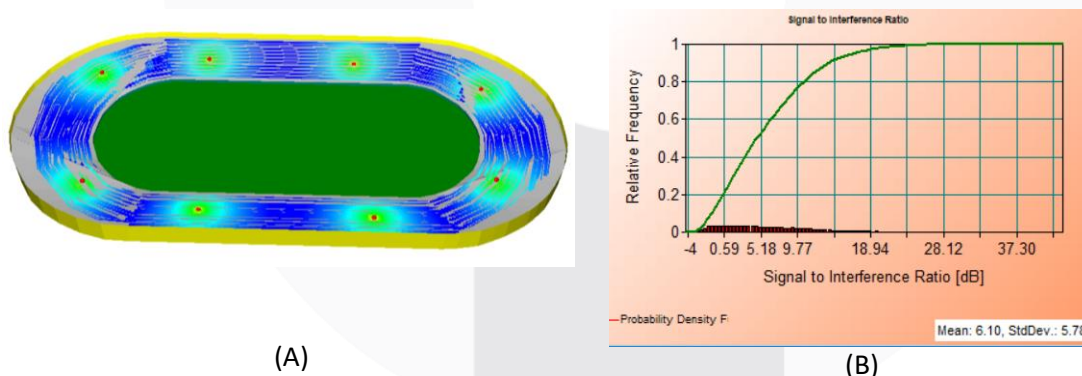 Signal to Interference Ratio
Relative Frequency
1
0.8
0.6
0.4
0.2
0
-4 0.59 5.18 9.77 18.94 28.12 37.30
Signal to Interference Ratio [dB]
Probability Density F
Mean: 6.10, StdDev.: 5.78
(A)
(B)